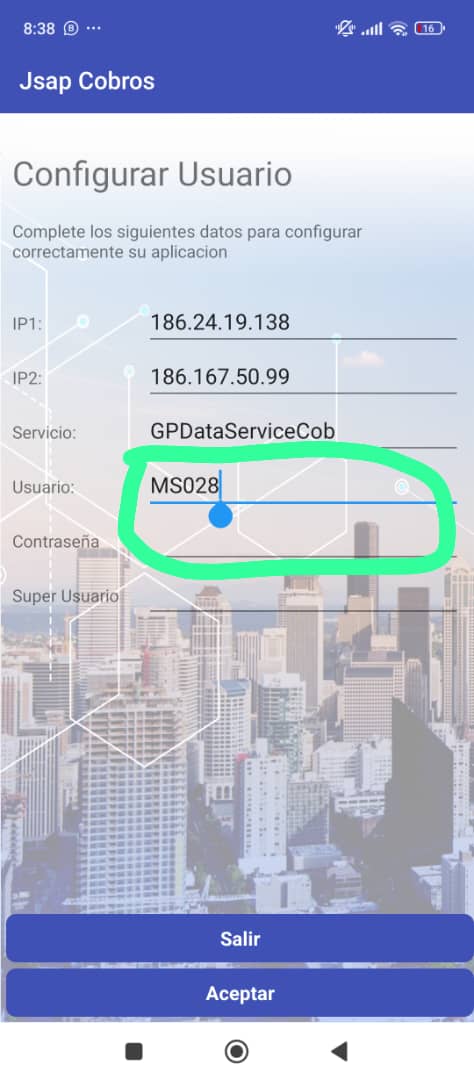 8:38
16
Jsap Cobros
Configurar Usuario
Complete los siguientes datos para configurar
correctamente su aplicacion
IP1: 186.24.19.138
IP2: 186.167.50.99
Servicio: GPDataServiceCob
Usuario: MS028
Contraseña
Super Usuario
Salir
Aceptar